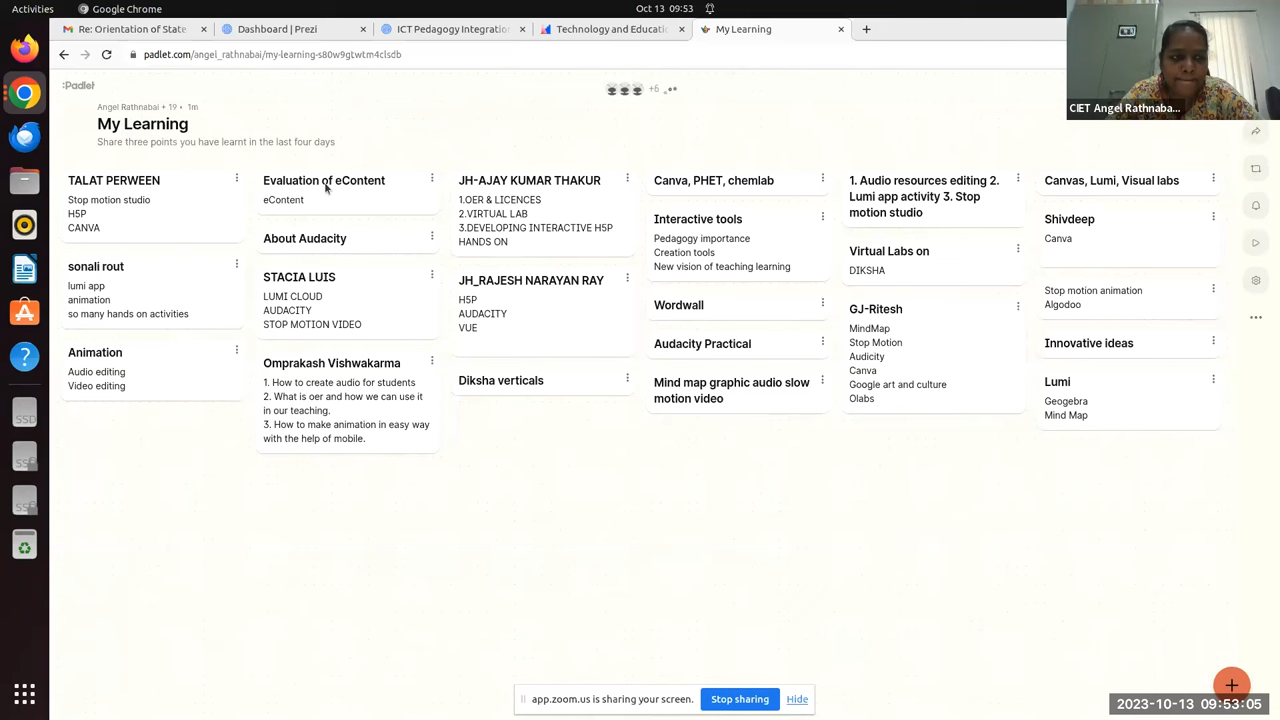 Activities
Google Chrome
Oct 13 09:53
Re: Orientation of State
Dashboard | Prezi
ICT Pedagogy Integratio
Technology and Educati
My Learning
padlet.com/angel_rathnabai/my-learning-s80w9gtwtm4clsdb
:Padlet
+6
Angel Rathnabai + 19 • 1m
My Learning
Share three points you have learnt in the last four days
TALAT PERWEEN
Stop motion studio
H5P
CANVA
sonali rout
lumi app
animation
so many hands on activities
Animation
Audio editing
Video editing
Evaluation of eContent
eContent
About Audacity
STACIA LUIS
LUMI CLOUD
AUDACITY
STOP MOTION VIDEO
Omprakash Vishwakarma
1. How to create audio for students
2. What is oer and how we can use it
in our teaching.
3. How to make animation in easy way
with the help of mobile.
JH-AJAY KUMAR THAKUR
1.OER & LICENCES
2.VIRTUAL LAB
3.DEVELOPING INTERACTIVE H5P
HANDS ON
JH_RAJESH NARAYAN RAY
H5P
AUDACITY
VUE
Diksha verticals
Canva, PHET, chemlab
Interactive tools
Pedagogy importance
Creation tools
New vision of teaching learning
Wordwall
Audacity Practical
Mind map graphic audio slow
motion video
1. Audio resources editing 2.
Lumi app activity 3. Stop
motion studio
Virtual Labs on
DIKSHA
GJ-Ritesh
MindMap
Stop Motion
Audicity
Canva
Google art and culture
Olabs
Canvas, Lumi, Visual labs
Shivdeep
Canva
Stop motion animation
Algodoo
Innovative ideas
Lumi
Geogebra
Mind Map
CIET Angel Rathnaba...
SSD
SSD
SSD
app.zoom.us is sharing your screen.
Stop sharing
Hide
2023-10-13 09:53:05